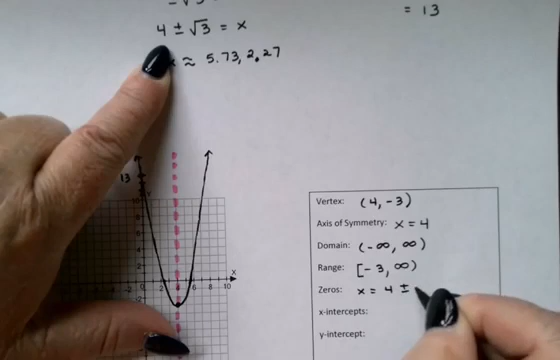 = 13
4 ± √3 = x
x ≈ 5.73, 2.27
13
10
x
Vertex: (4, -3)
Axis of Symmetry: x = 4
Domain: (-∞, ∞)
Range: [-3, ∞)
Zeros: x = 4 ±
x-intercepts:
y-intercept: